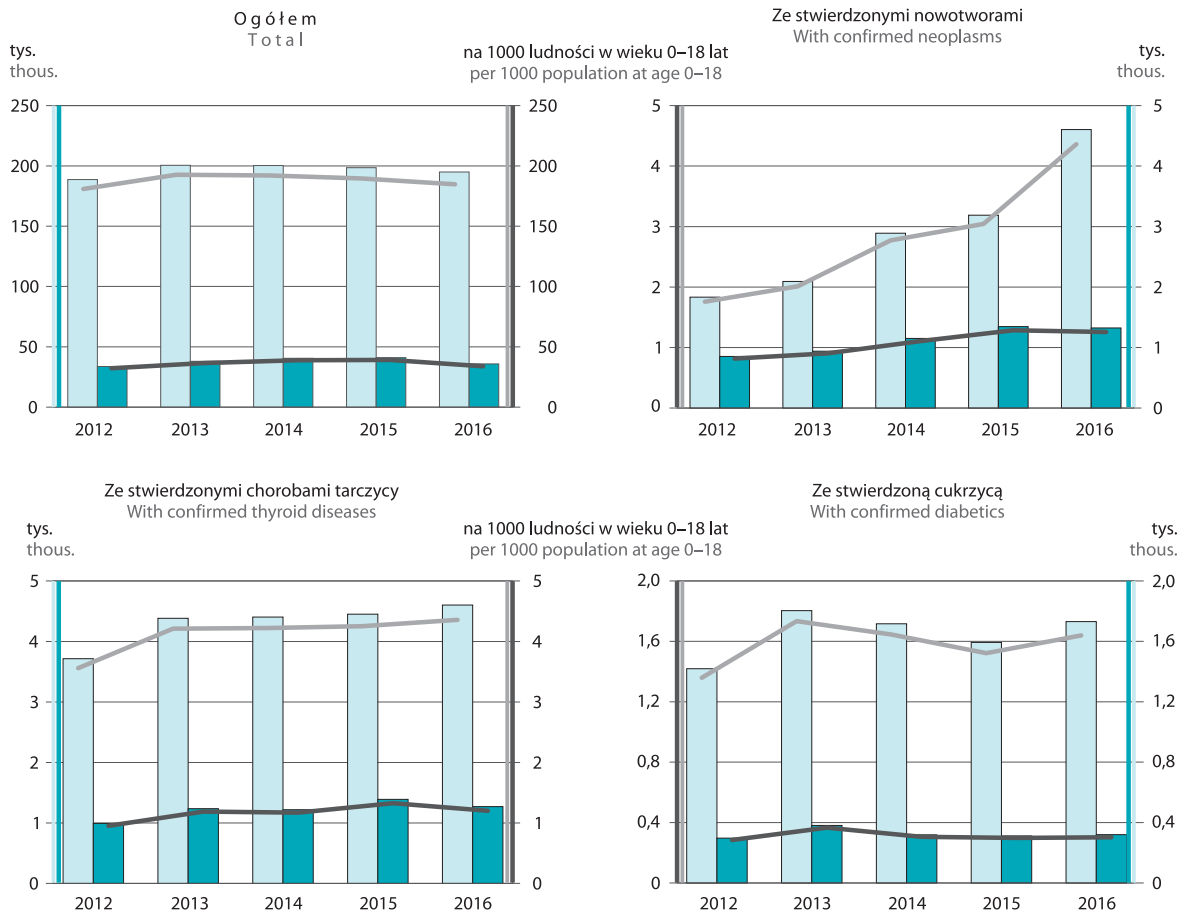 O g ó ł e m
T o t a l
tys.
thous.
na 1000 ludności w wieku 0–18 lat
per 1000 population at age 0–18
250
200
150
100
50
0
250
200
150
100
50
0
2012 2013 2014 2015 2016
Ze stwierdzonymi nowotworami
With confirmed neoplasms
tys.
thous.
5
4
3
2
1
0
5
4
3
2
1
0
2012 2013 2014 2015 2016
Ze stwierdzonymi chorobami tarczycy
With confirmed thyroid diseases
tys.
thous.
na 1000 ludności w wieku 0–18 lat
per 1000 population at age 0–18
5
4
3
2
1
0
5
4
3
2
1
0
2012 2013 2014 2015 2016
Ze stwierdzoną cukrzycą
With confirmed diabetics
tys.
thous.
2,0
1,6
1,2
0,8
0,4
0
2,0
1,6
1,2
0,8
0,4
0
2012 2013 2014 2015 2016